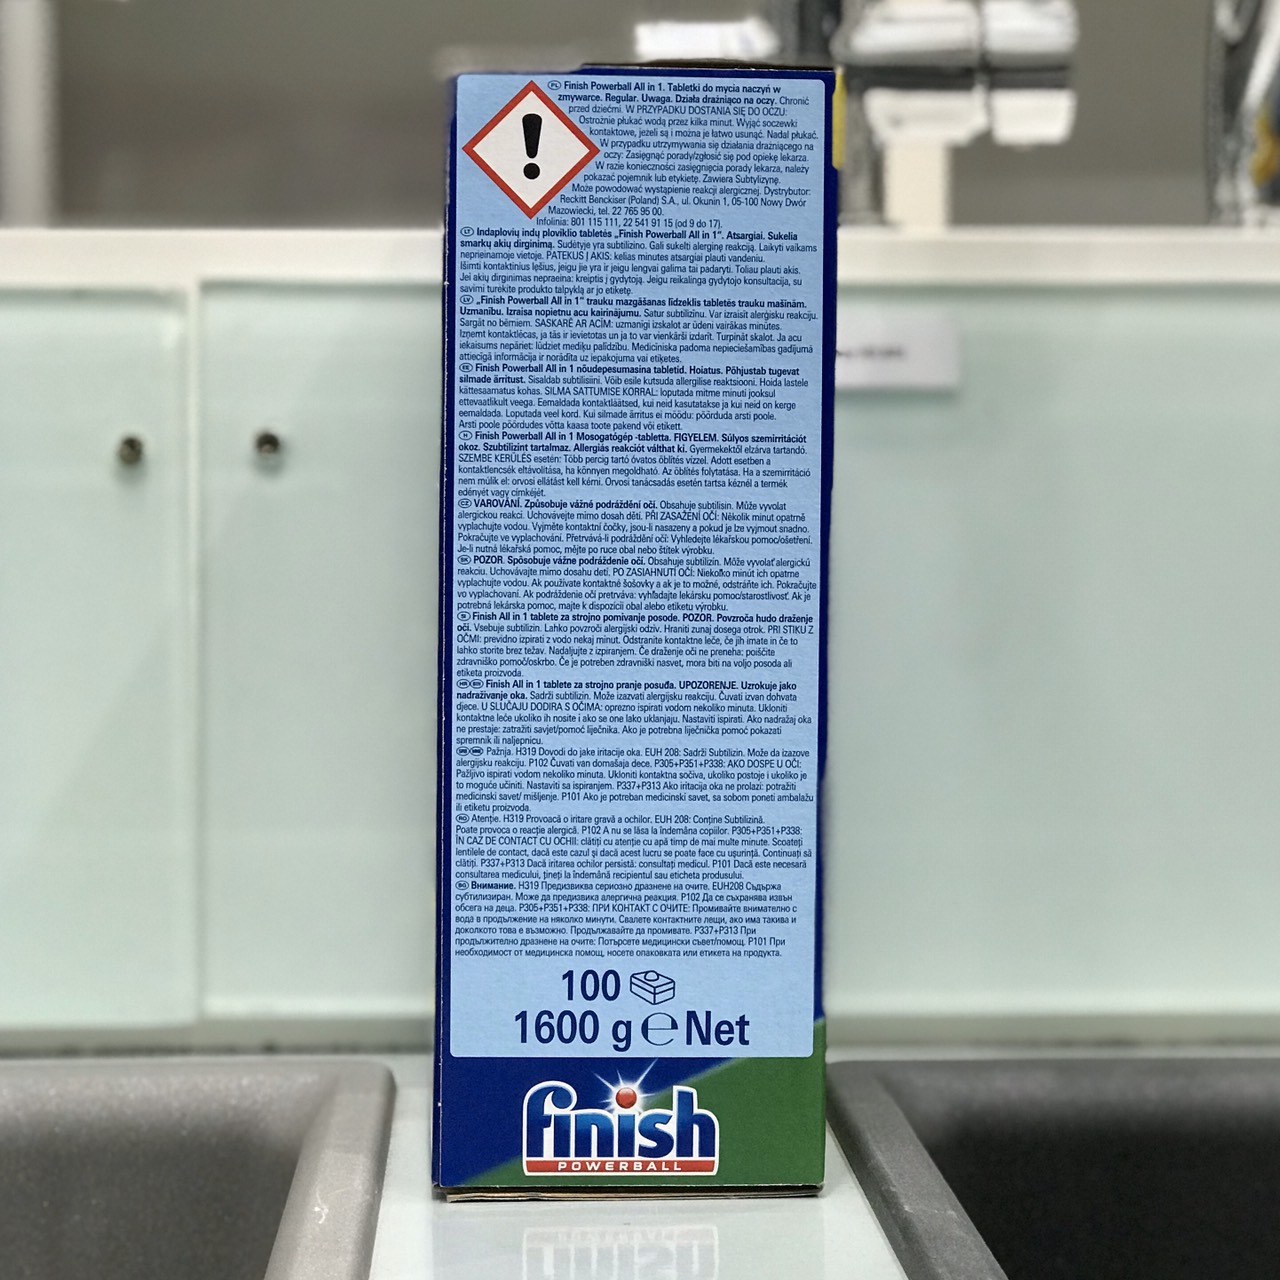 PL Finish Powerball All in 1. Tabletki do mycia naczyń w
zmywarce. Regular. Uwaga. Działa drażniąco na oczy. Chronić
przed dziećmi. W PRZYPADKU DOSTANIA SIĘ DO OCZU:
Ostrożnie płukać wodą przez kilka minut. Wyjąć soczewki
kontaktowe, jeżeli są i można je łatwo usunąć. Nadal płukać.
W przypadku utrzymywania się działania drażniącego na
oczy: Zasięgnąć porady/zgłosić się pod opiekę lekarza.
W razie konieczności zasięgnięcia porady lekarza, należy
pokazać pojemnik lub etykietę. Zawiera Subtylizynę.
Może powodować wystąpienie reakcji alergicznej. Dystrybutor:
Reckitt Benckiser (Poland) S.A., ul. Okunin 1, 05-100 Nowy Dwór
Mazowiecki, tel. 22 765 95 00.
Infolinia: 801 115 111, 22 541 91 15 (od 9 do 17).
LT Indaplovių indų ploviklio tabletės „Finish Powerball All in 1“. Atsargiai. Sukelia
smarkų akių dirginimą. Sudėtyje yra subtilizino. Gali sukelti alerginę reakciją. Laikyti vaikams
neprieinamoje vietoje. PATEKUS Į AKIS: kelias minutes atsargiai plauti vandeniu.
Išimti kontaktinius lęšius, jeigu jie yra ir jeigu lengvai galima tai padaryti. Toliau plauti akis.
Jei akių dirginimas nepraeina: kreiptis į gydytoją. Jeigu reikalinga gydytojo konsultacija, su
savimi turėkite produkto talpyklą ar jo etiketę.
LV „Finish Powerball All in 1“ trauku mazgāšanas līdzeklis tabletēs trauku mašīnām.
Uzmanību. Izraisa nopietnu acu kairinājumu. Satur subtilizīnu. Var izraisīt alerģisku reakciju.
Sargāt no bērniem. SASKARĒ AR ACĪM: uzmanīgi izskalot ar ūdeni vairākas minūtes.
Izņemt kontaktlēcas, ja tās ir ievietotas un ja to var vienkārši izdarīt. Turpināt skalot. Ja acu
iekaisums nepāriet: lūdziet mediķu palīdzību. Medicīniska padoma nepieciešamības gadījumā
attiecīgā informācija ir norādīta uz iepakojuma vai etiķetes.
EE Finish Powerball All in 1 nõudepesumasina tabletid. Hoiatus. Põhjustab tugevat
silmade ärritust. Sisaldab subtilisiini. Võib esile kutsuda allergilise reaktsiooni. Hoida lastele
kättesaamatus kohas. SILMA SATTUMISE KORRAL: loputada mitme minuti jooksul
ettevaatlikult veega. Eemaldada kontaktläätsed, kui neid kasutatakse ja kui neid on kerge
eemaldada. Loputada veel kord. Kui silmade ärritus ei möödu: pöörduda arsti poole.
Arsti poole pöördudes võtta kaasa toote pakend või etikett.
H Finish Powerball All in 1 Mosogatógép -tabletta. FIGYELEM. Súlyos szemirritációt
okoz. Szubtilizint tartalmaz. Allergiás reakciót válthat ki. Gyermekektől elzárva tartandó.
SZEMBE KERÜLÉS esetén: Több percig tartó óvatos öblítés vízzel. Adott esetben a
kontaktlencsék eltávolítása, ha könnyen megoldható. Az öblítés folytatása. Ha a szemirritáció
nem múlik el: orvosi ellátást kell kérni. Orvosi tanácsadás esetén tartsa kéznél a termék
edényét vagy címkéjét.
CZ VAROVÁNÍ. Způsobuje vážné podráždění očí. Obsahuje subtilisin. Může vyvolat
alergickou reakci. Uchovávejte mimo dosah dětí. PŘI ZASAŽENÍ OČÍ: Několik minut opatrně
vyplachujte vodou. Vyjměte kontaktní čočky, jsou-li nasazeny a pokud je lze vyjmout snadno.
Pokračujte ve vyplachování. Přetrvává-li podráždění očí: Vyhledejte lékařskou pomoc/ošetření.
Je-li nutná lékařská pomoc, mějte po ruce obal nebo štítek výrobku.
SK POZOR. Spôsobuje vážne podráždenie očí. Obsahuje subtilizín. Môže vyvolať alergickú
reakciu. Uchovávajte mimo dosahu detí. PO ZASIAHNUTÍ OČÍ: Niekoľko minút ich opatrne
vyplachujte vodou. Ak používate kontaktné šošovky a ak je to možné, odstráňte ich. Pokračujte
vo vyplachovaní. Ak podráždenie očí pretrváva: vyhľadajte lekársku pomoc/starostlivosť. Ak je
potrebná lekárska pomoc, majte k dispozícii obal alebo etiketu výrobku.
SI Finish All in 1 tablete za strojno pomivanje posode. POZOR. Povzroča hudo draženje
oči. Vsebuje subtilizin. Lahko povzroči alergijski odziv. Hraniti zunaj dosega otrok. PRI STIKU Z
OČMI: previdno izpirati z vodo nekaj minut. Odstranite kontaktne leče, če jih imate in če to
lahko storite brez težav. Nadaljujte z izpiranjem. Če draženje oči ne preneha: poiščite
zdravniško pomoč/oskrbo. Če je potreben zdravniški nasvet, mora biti na voljo posoda ali
etiketa proizvoda.
HR BIH Finish All in 1 tablete za strojno pranje posuđa. UPOZORENJE. Uzrokuje jako
nadraživanje oka. Sadrži subtilizin. Može izazvati alergijsku reakciju. Čuvati izvan dohvata
djece. U SLUČAJU DODIRA S OČIMA: oprezno ispirati vodom nekoliko minuta. Ukloniti
kontaktne leće ukoliko ih nosite i ako se one lako uklanjaju. Nastaviti ispirati. Ako nadražaj oka
ne prestaje: zatražiti savjet/pomoć liječnika. Ako je potrebna liječnička pomoć pokazati
spremnik ili naljepnicu.
Pažnja. H319 Dovodi do jake iritacije oka. EUH 208: Sadrži Subtilizin. Može da izazove
alergijsku reakciju. P102 Čuvati van domašaja dece. P305+P351+P338: AKO DOSPE U OČI:
Pažljivo ispirati vodom nekoliko minuta. Ukloniti kontaktna sočiva, ukoliko postoje i ukoliko je
to moguće učiniti. Nastaviti sa ispiranjem. P337+P313 Ako iritacija oka ne prolazi: potražiti
medicinski savet/ mišljenje. P101 Ako je potreban medicinski savet, sa sobom poneti ambalažu
ili etiketu proizvoda.
RO Atenție. H319 Provoacă o iritare gravă a ochilor. EUH 208: Conține Subtilizină.
Poate provoca o reacție alergică. P102 A nu se lăsa la îndemâna copiilor. P305+P351+P338:
ÎN CAZ DE CONTACT CU OCHII: clătiți cu atenție cu apă timp de mai multe minute. Scoateți
lentilele de contact, dacă este cazul și dacă acest lucru se poate face cu ușurință. Continuați să
clătiți. P337+P313 Dacă iritarea ochilor persistă: consultați medicul. P101 Dacă este necesară
consultarea medicului, țineți la îndemână recipientul sau eticheta produsului.
BG Внимание. H319 Предизвиква сериозно дразнене на очите. EUH208 Съдържа
субтилизиран. Може да предизвика алергична реакция. P102 Да се съхранява извън
обсега на деца. P305+P351+P338: ПРИ КОНТАКТ С ОЧИТЕ: Промивайте внимателно с
вода в продължение на няколко минути. Свалете контактните лещи, ако има такива и
доколкото това е възможно. Продължавайте да промивате. P337+P313 При
продължително дразнене на очите: Потърсете медицински съвет/помощ. P101 При
необходимост от медицинска помощ, носете опаковката или етикета на продукта.
100
1600 g ℮ Net
finish
POWERBALL